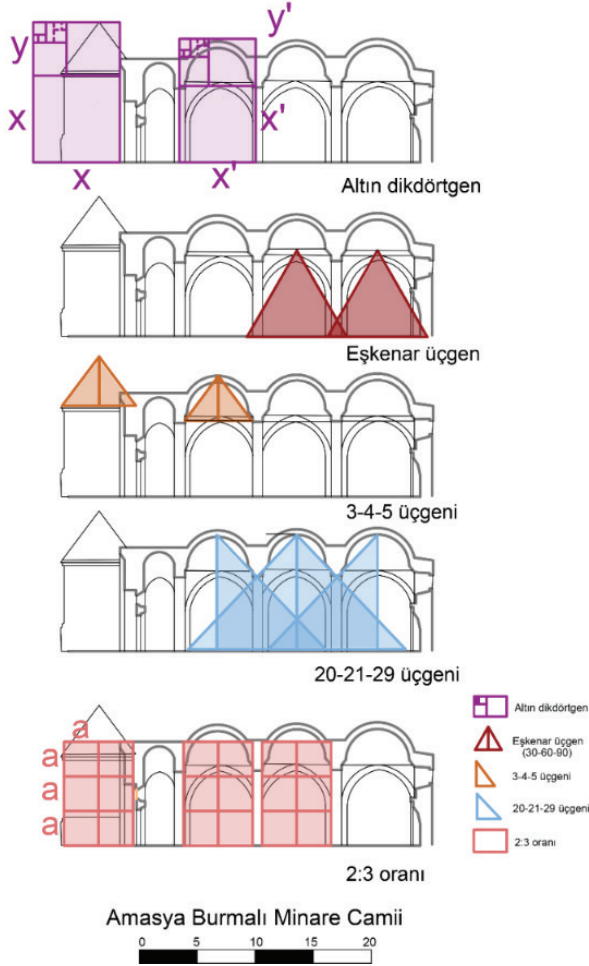 y
y'
x
x'
x
x'
Altın dikdörtgen
Eşkenar üçgen
3-4-5 üçgeni
20-21-29 üçgeni
a
a
a
a
2:3 oranı
Altın dikdörtgen
Eşkenar üçgen
(30-60-90)
3-4-5 üçgeni
20-21-29 üçgeni
2:3 oranı
Amasya Burmalı Minare Camii
0 5 10 15 20